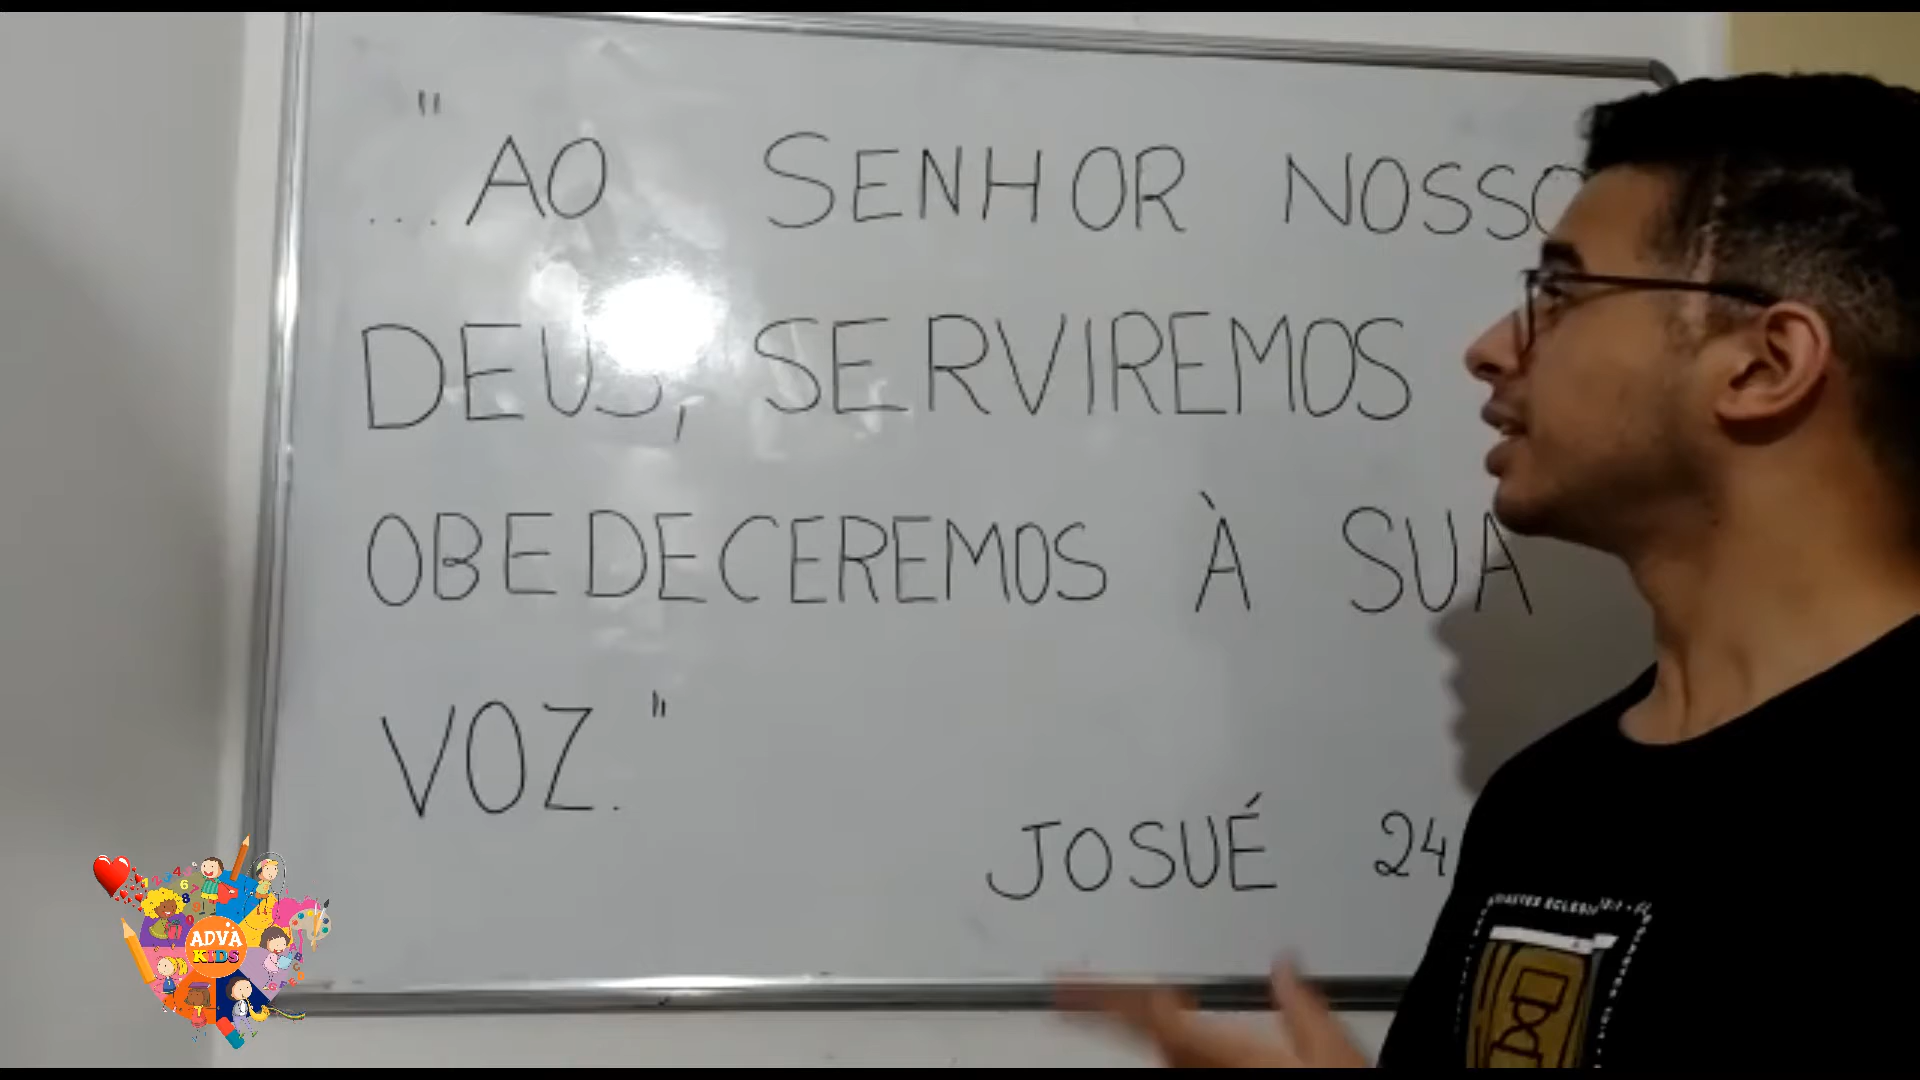 "
...AO SENHOR NOSSO
DEUS, SERVIREMOS
OBEDECEREMOS À SUA
VOZ."
JOSUÉ 24
ADVA
KIDS